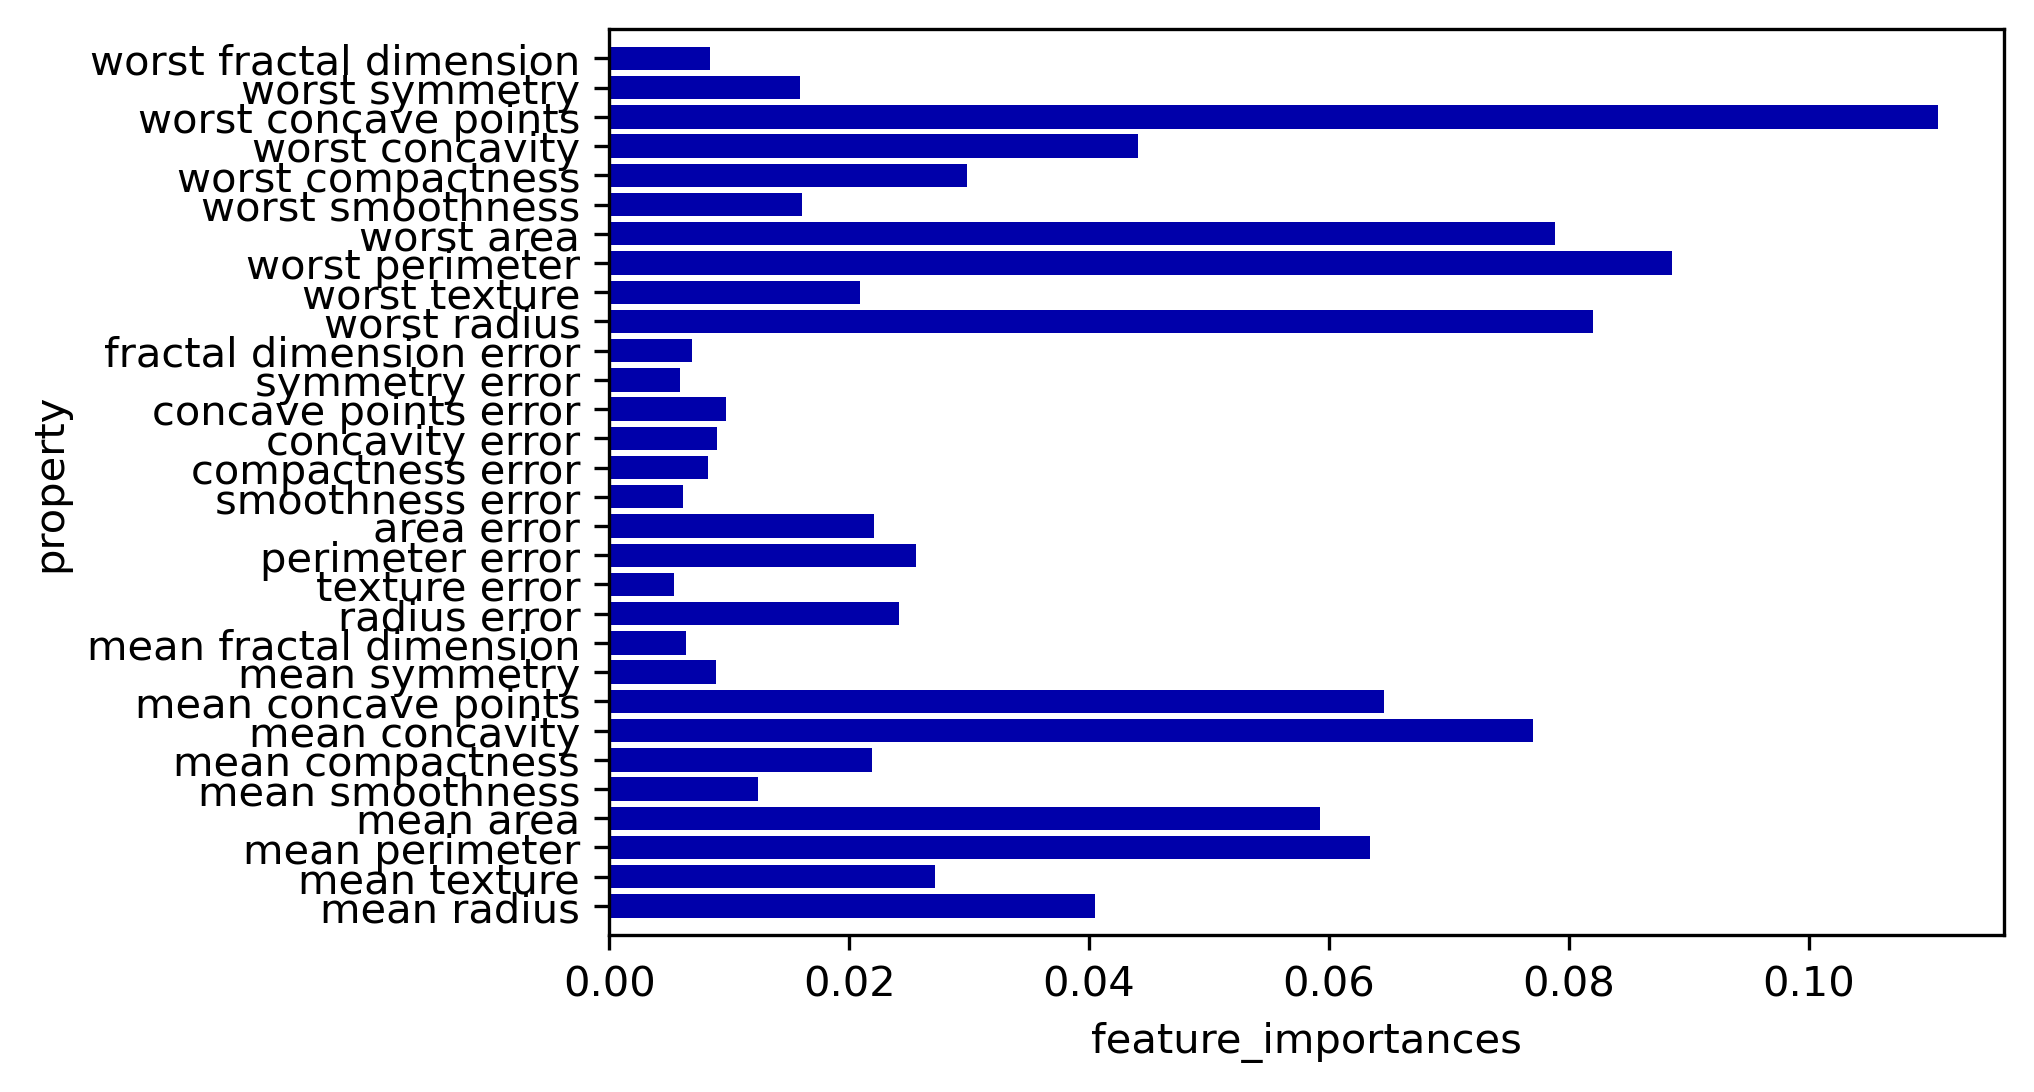 worst fractal dimension
worst symmetry
worst concave points
worst concavity
worst compactness
worst smoothness
worst area
worst perimeter
worst texture
worst radius
fractal dimension error
symmetry error
concave points error
concavity error
compactness error
smoothness error
area error
perimeter error
texture error
radius error
mean fractal dimension
mean symmetry
mean concave points
mean concavity
mean compactness
mean smoothness
mean area
mean perimeter
mean texture
mean radius
property
0.00 0.02 0.04 0.06 0.08 0.10
feature_importances